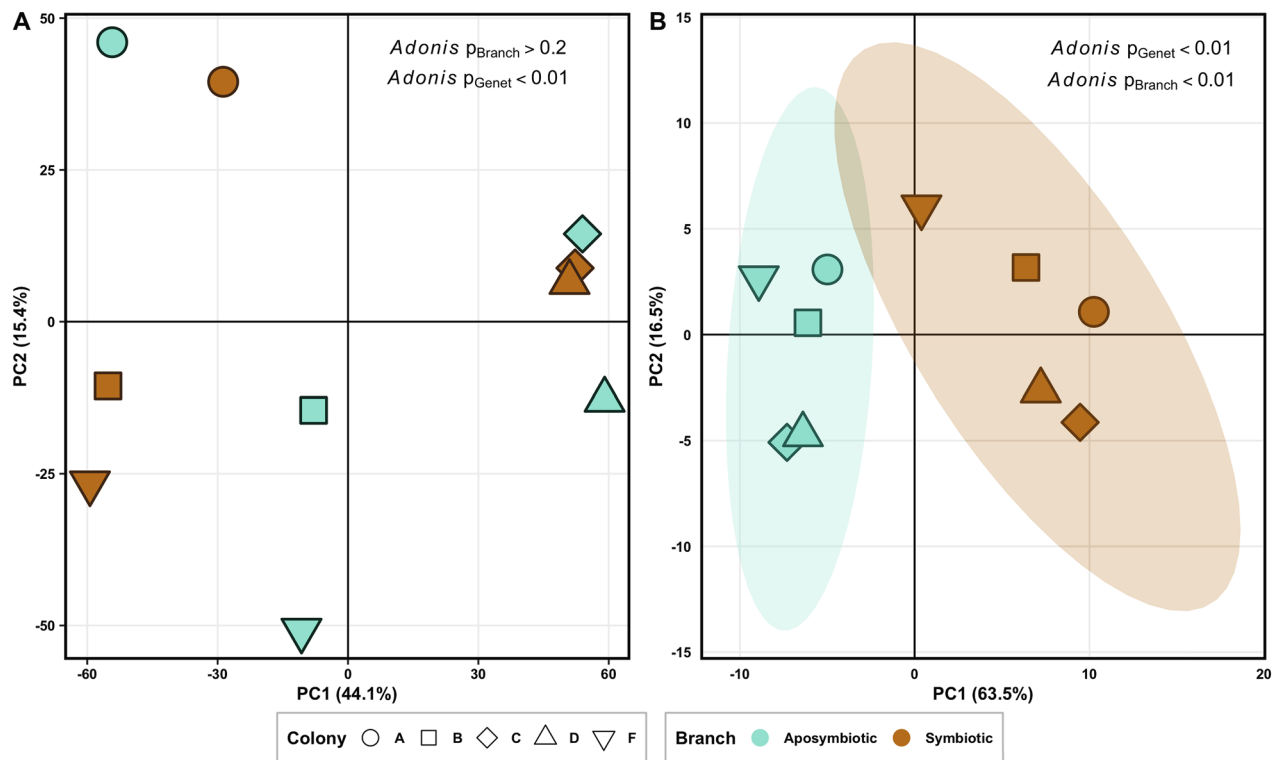 A
Adonis pBranch > 0.2
Adonis pGenet < 0.01
50
25
0
-25
-50
PC2 (15.4%)
-60
-30
0
30
60
PC1 (44.1%)
B
Adonis pGenet < 0.01
Adonis pBranch < 0.01
15
10
5
0
-5
-10
-15
PC2 (16.5%)
-10
0
10
20
PC1 (63.5%)
Colony A B C D F
Branch Aposymbiotic Symbiotic